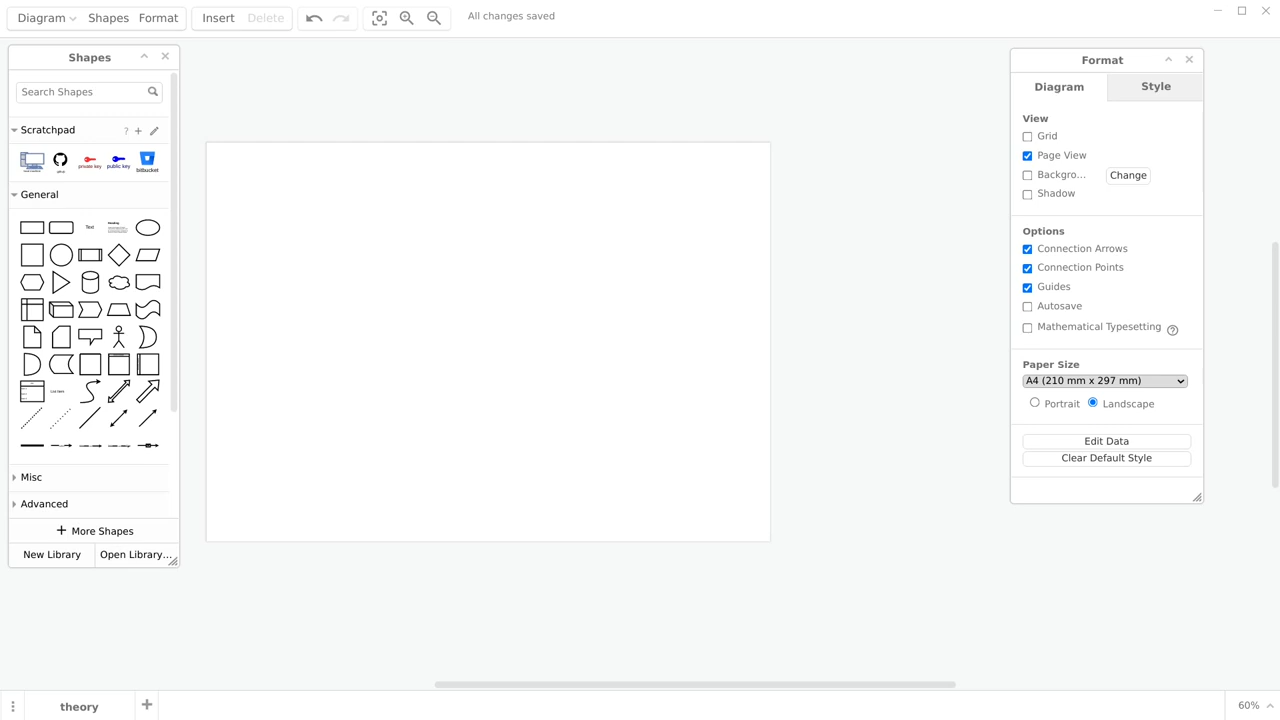 Diagram Shapes Format Insert Delete All changes saved
Shapes
Search Shapes
Scratchpad ?
private key public key bitbucket
General
Text Heading
List Item
Misc
Advanced
More Shapes
New Library Open Library...
Format
Diagram Style
View
Grid
Page View
Backgro... Change
Shadow
Options
Connection Arrows
Connection Points
Guides
Autosave
Mathematical Typesetting ?
Paper Size
A4 (210 mm x 297 mm)
Portrait Landscape
Edit Data
Clear Default Style
theory
60%